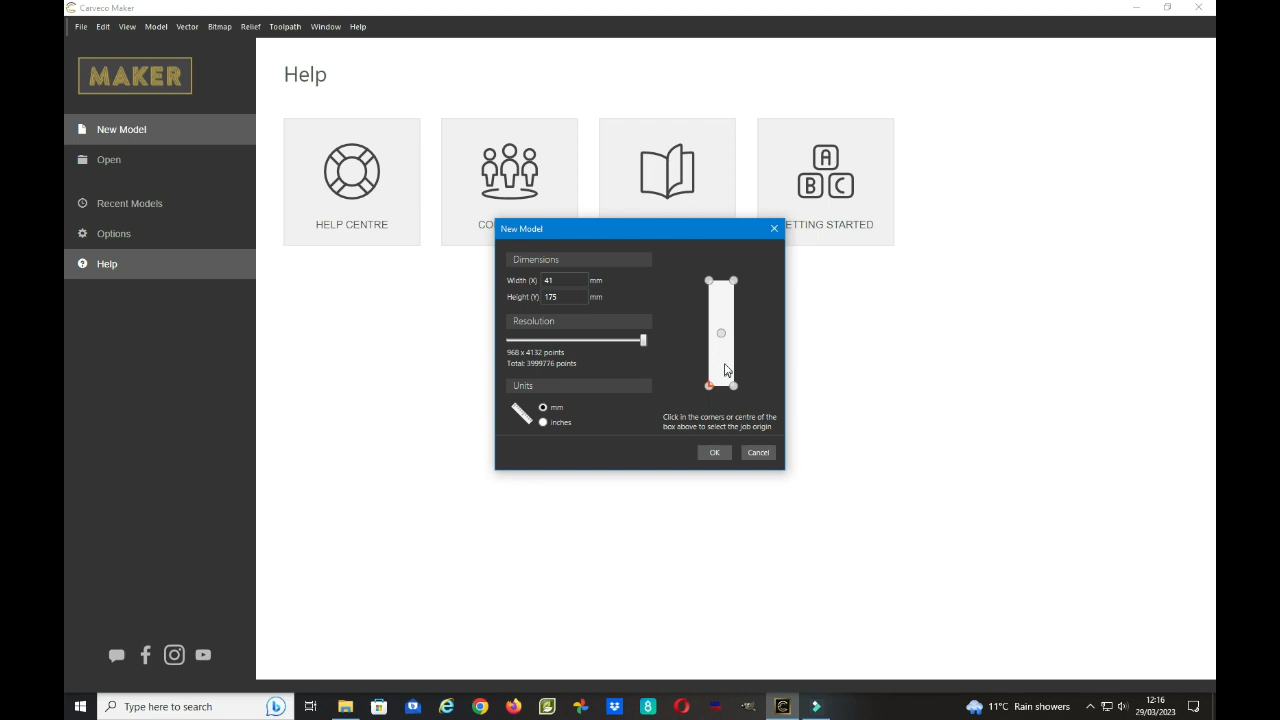 Carveco Maker
File Edit View Model Vector Bitmap Relief Toolpath Window Help
MAKER
New Model
Open
Recent Models
Options
Help
Help
HELP CENTRE
CO
ETTING STARTED
A
B C
New Model
Dimensions
Width (X) 41 mm
Height (Y) 175 mm
Resolution
968 x 4132 points
Total: 3999776 points
Units
mm
inches
Click in the corners or centre of the
box above to select the job origin
OK Cancel
Type here to search
11°C Rain showers
12:16
29/03/2023